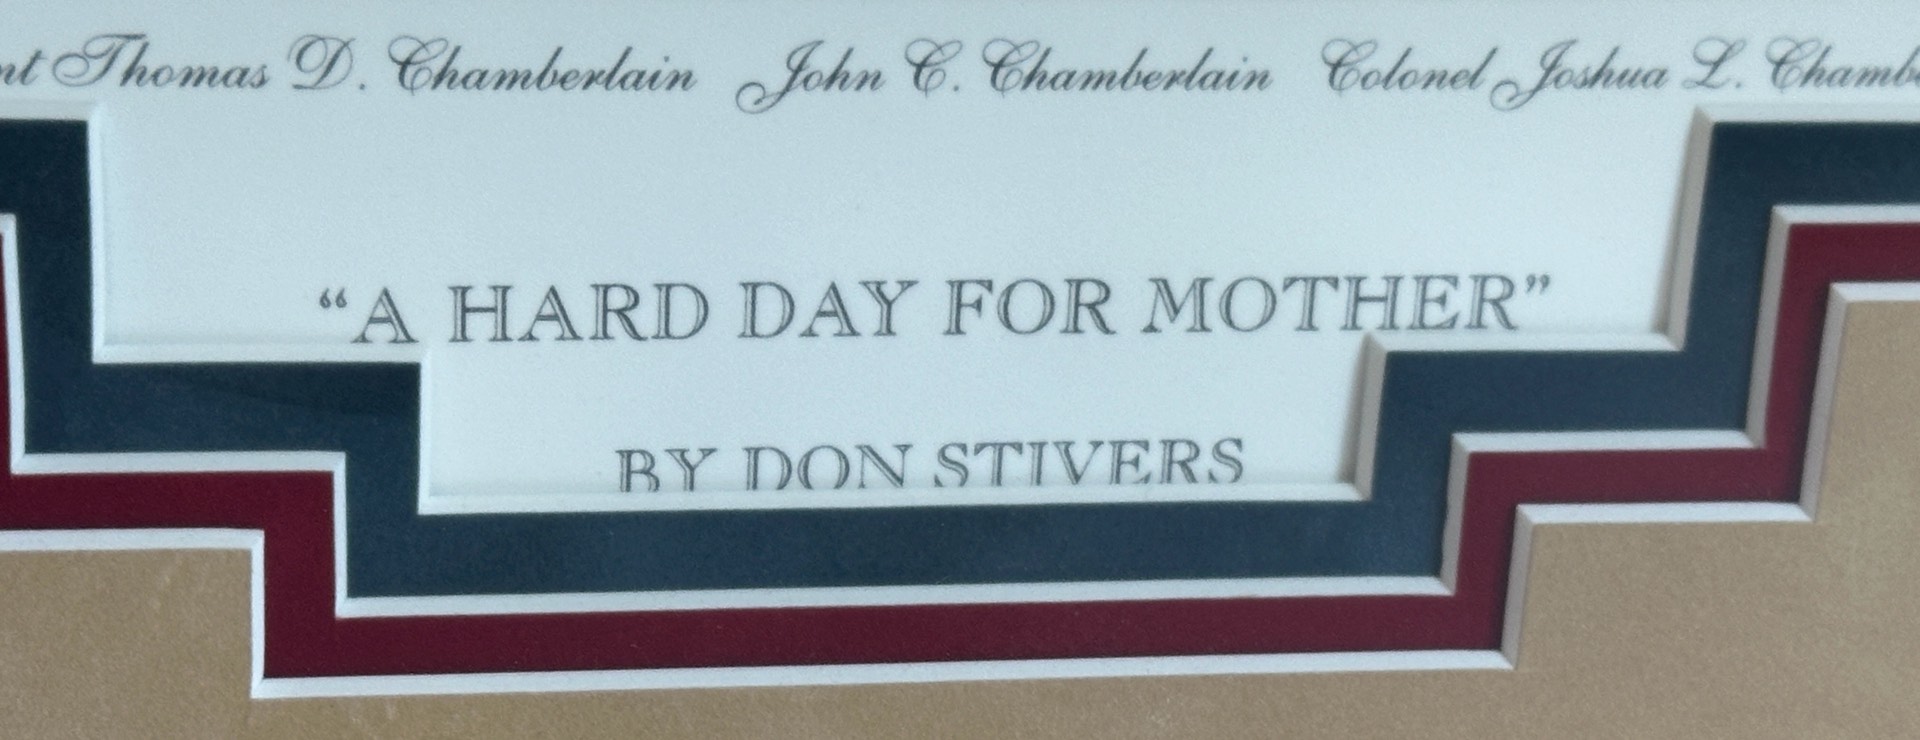 Thomas D. Chamberlain John C. Chamberlain Colonel Joshua L.
“A HARD DAY FOR MOTHER”
BY DON STIVERS